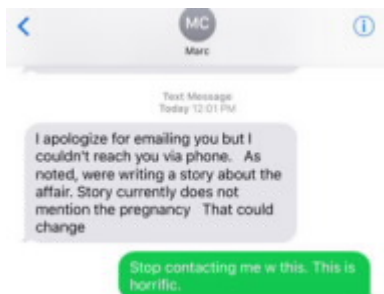 MC
Marc
Text Message
Today 12:01 PM
I apologize for emailing you but I
couldn't reach you via phone. As
noted, were writing a story about the
affair. Story currently does not
mention the pregnancy That could
change
Stop contacting me w this. This is
horrific.